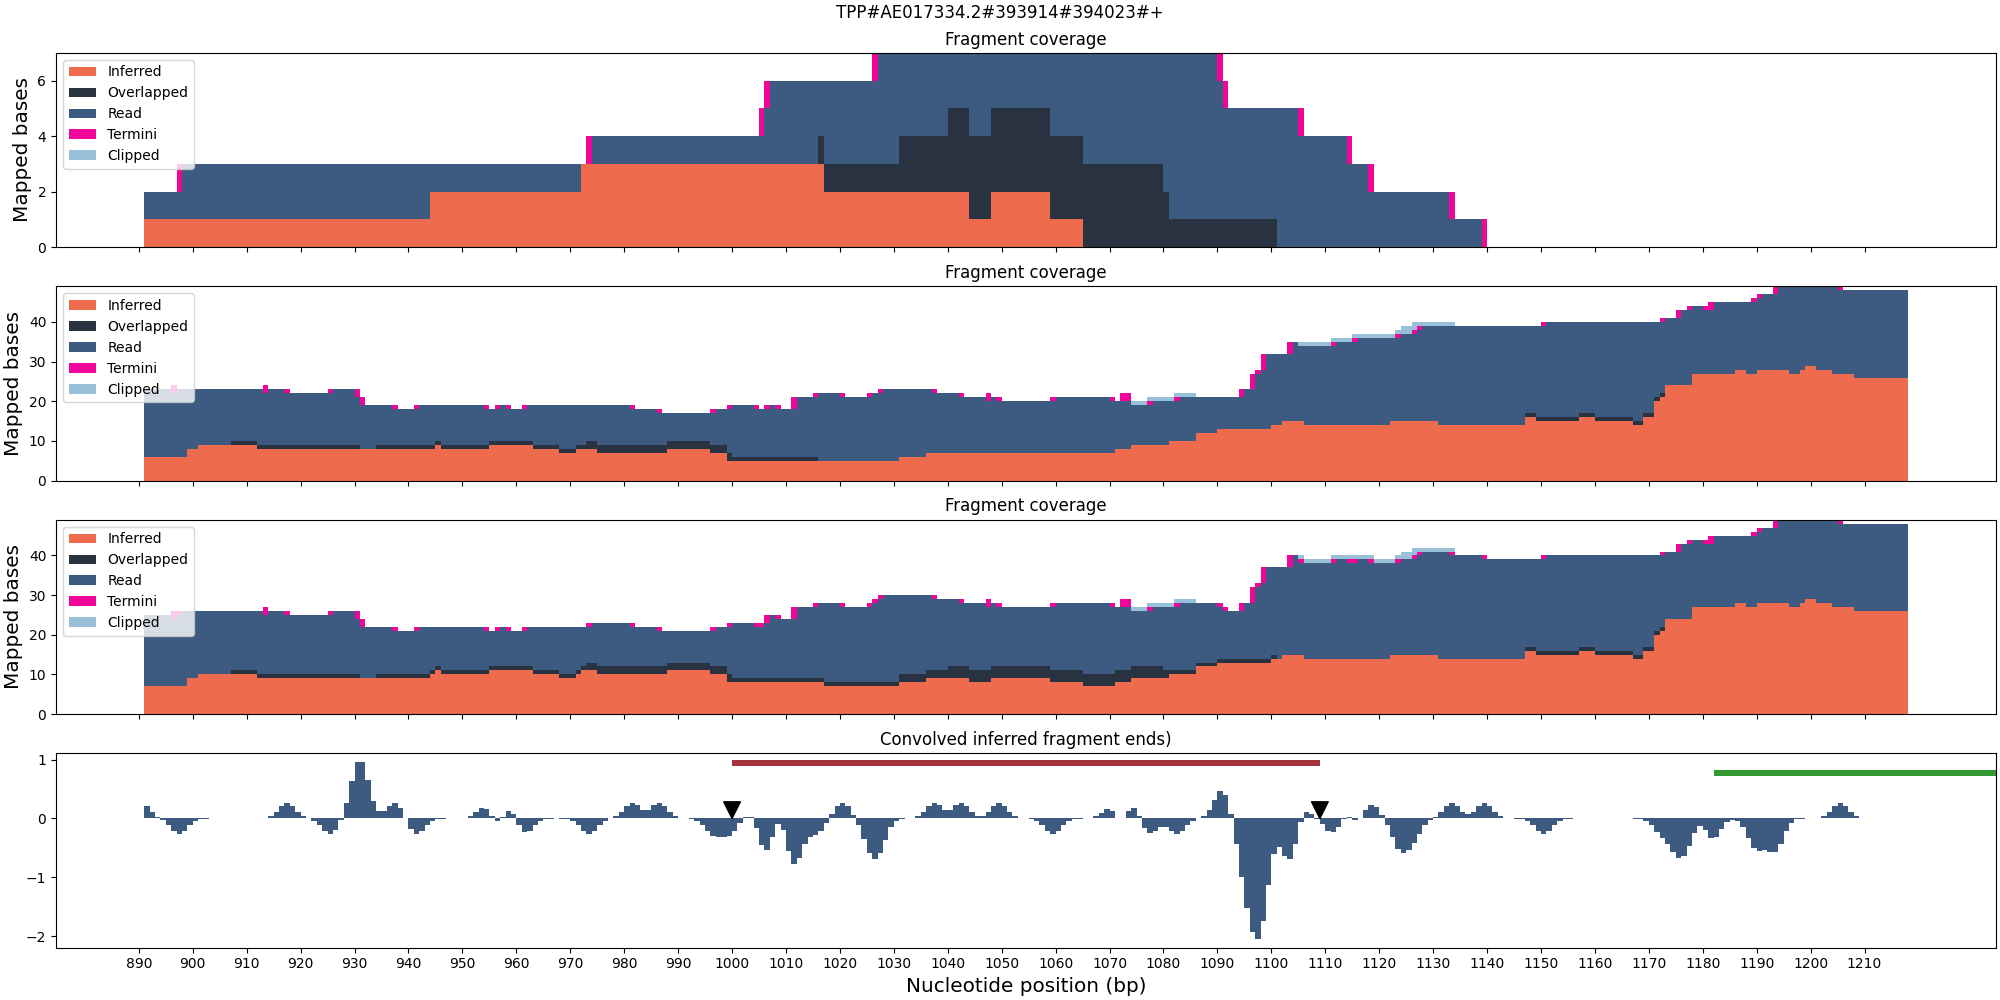 TPP#AE017334.2#393914#394023#+
Fragment coverage
Mapped bases
6
4
2
0
Inferred
Overlapped
Read
Termini
Clipped
Fragment coverage
Mapped bases
40
30
20
10
0
Inferred
Overlapped
Read
Termini
Clipped
Fragment coverage
Mapped bases
40
30
20
10
0
Inferred
Overlapped
Read
Termini
Clipped
Convolved inferred fragment ends)
1
0
−1
−2
890 900 910 920 930 940 950 960 970 980 990 1000 1010 1020 1030 1040 1050 1060 1070 1080 1090 1100 1110 1120 1130 1140 1150 1160 1170 1180 1190 1200 1210
Nucleotide position (bp)